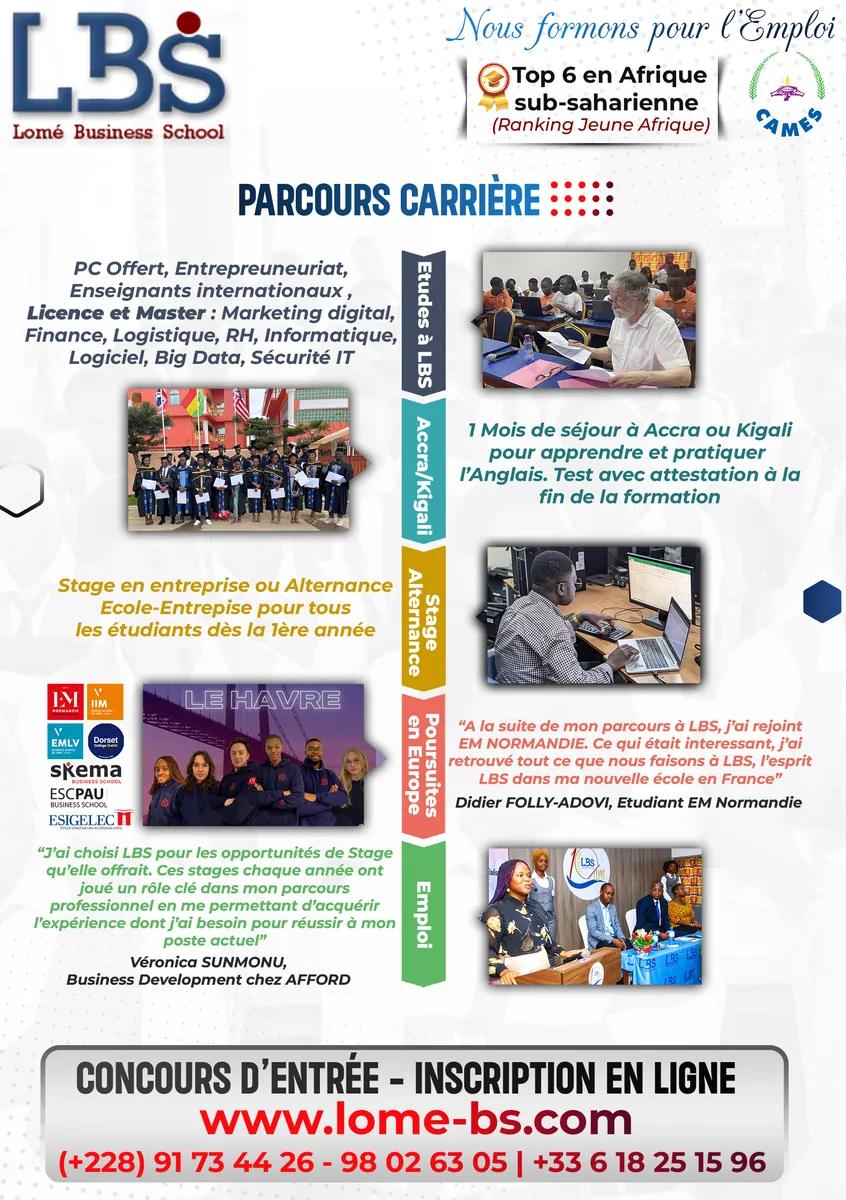 LBS
Lomé Business School
Nous formons pour l'Emploi
Top 6 en Afrique
sub-saharienne
(Ranking Jeune Afrique)
CAMES
PARCOURS CARRIÈRE
Etudes à LBS
PC Offert, Entrepreuneuriat,
Enseignants internationaux ,
Licence et Master : Marketing digital,
Finance, Logistique, RH, Informatique,
Logiciel, Big Data, Sécurité IT
Accra/Kigali
1 Mois de séjour à Accra ou Kigali
pour apprendre et pratiquer
l'Anglais. Test avec attestation à la
fin de la formation
Stage
Alternance
Stage en entreprise ou Alternance
Ecole-Entrepise pour tous
les étudiants dès la 1ère année
Poursuites
en Europe
EM
NORMANDIE
IIM
EMLV
Dorset
College Dublin
skema
BUSINESS SCHOOL
ESCPAU
BUSINESS SCHOOL
ESIGELEC
LE HAVRE
“A la suite de mon parcours à LBS, j'ai rejoint
EM NORMANDIE. Ce qui était interessant, j'ai
retrouvé tout ce que nous faisons à LBS, l'esprit
LBS dans ma nouvelle école en France”
Didier FOLLY-ADOVI, Etudiant EM Normandie
Emploi
“J'ai choisi LBS pour les opportunités de Stage
qu'elle offrait. Ces stages chaque année ont
joué un rôle clé dans mon parcours
professionnel en me permettant d'acquérir
l'expérience dont j'ai besoin pour réussir à mon
poste actuel”
Véronica SUNMONU,
Business Development chez AFFORD
LBS
LBS
CONCOURS D'ENTRÉE - INSCRIPTION EN LIGNE
www.lome-bs.com
(+228) 91 73 44 26 - 98 02 63 05 | +33 6 18 25 15 96